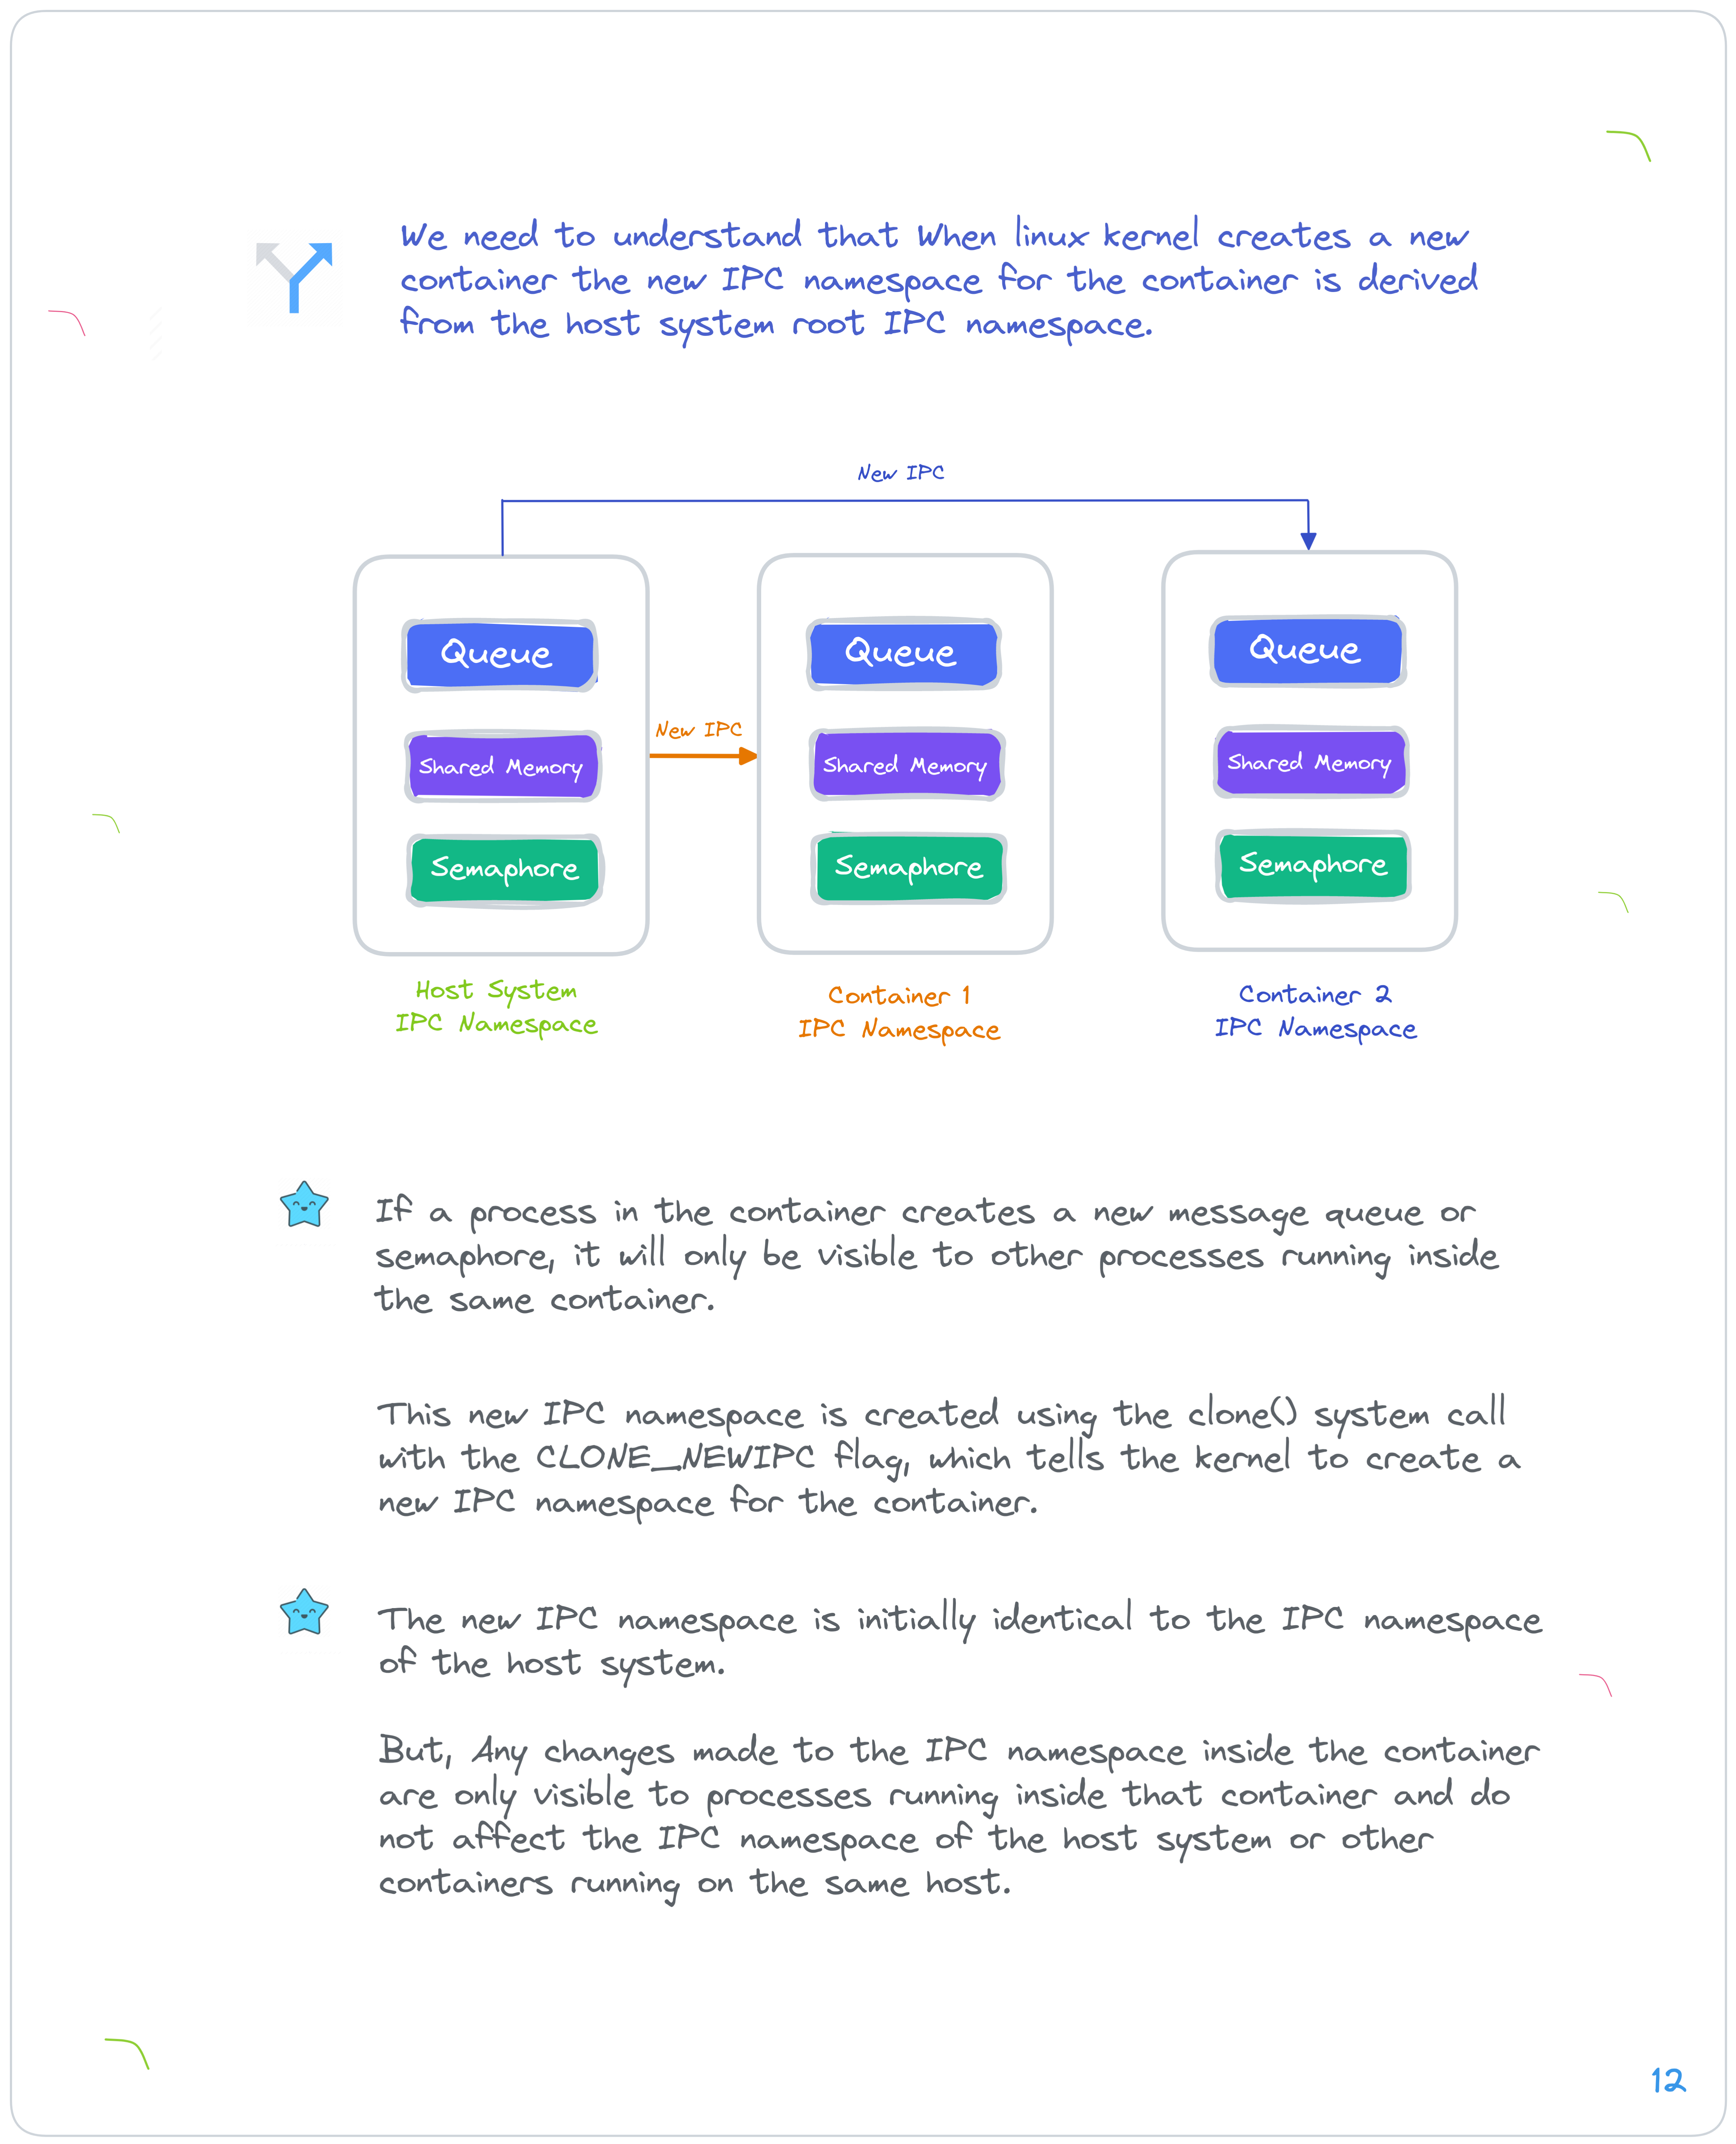 We need to understand that When linux kernel creates a new
container the new IPC namespace for the container is derived
from the host system root IPC namespace.
New IPC
Queue
Shared Memory
Semaphore
New IPC
Queue
Shared Memory
Semaphore
Queue
Shared Memory
Semaphore
Host System
IPC Namespace
Container 1
IPC Namespace
Container 2
IPC Namespace
If a process in the container creates a new message queue or
semaphore, it will only be visible to other processes running inside
the same container.
This new IPC namespace is created using the clone() system call
with the CLONE_NEWIPC flag, which tells the kernel to create a
new IPC namespace for the container.
The new IPC namespace is initially identical to the IPC namespace
of the host system.
But, Any changes made to the IPC namespace inside the container
are only visible to processes running inside that container and do
not affect the IPC namespace of the host system or other
containers running on the same host.
12